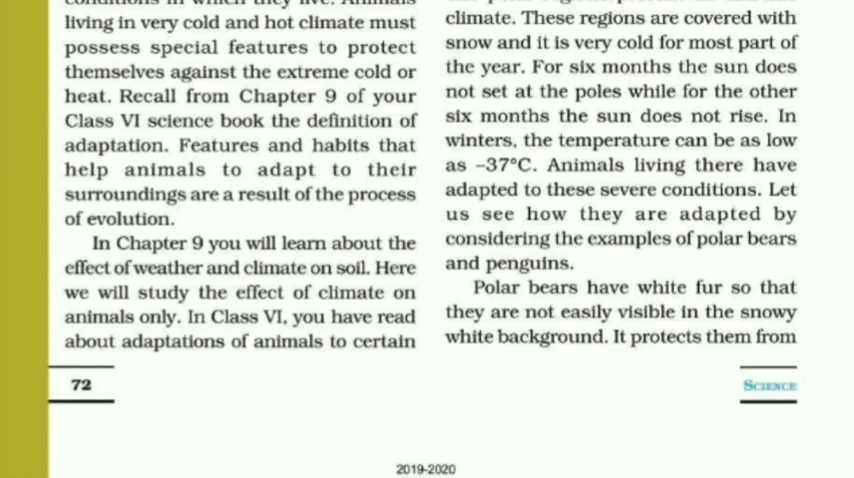 living in very cold and hot climate must
possess special features to protect
themselves against the extreme cold or
heat. Recall from Chapter 9 of your
Class VI science book the definition of
adaptation. Features and habits that
help animals to adapt to their
surroundings are a result of the process
of evolution.
In Chapter 9 you will learn about the
effect of weather and climate on soil. Here
we will study the effect of climate on
animals only. In Class VI, you have read
about adaptations of animals to certain
climate. These regions are covered with
snow and it is very cold for most part of
the year. For six months the sun does
not set at the poles while for the other
six months the sun does not rise. In
winters, the temperature can be as low
as –37°C. Animals living there have
adapted to these severe conditions. Let
us see how they are adapted by
considering the examples of polar bears
and penguins.
Polar bears have white fur so that
they are not easily visible in the snowy
white background. It protects them from
72
SCIENCE
2019-2020